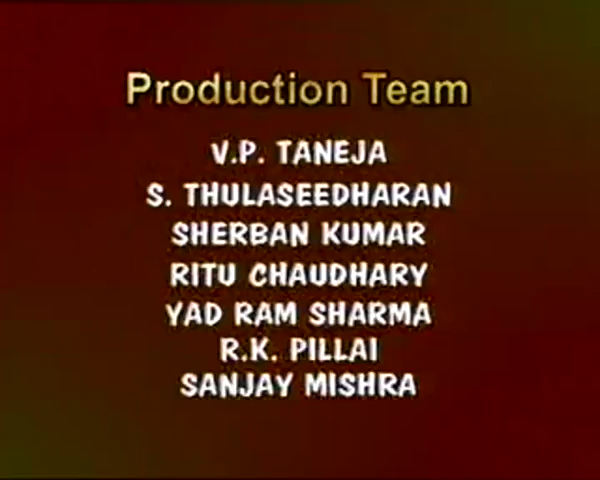 Production Team
V.P. TANEJA
S. THULASEEDHARAN
SHERBAN KUMAR
RITU CHAUDHARY
YAD RAM SHARMA
R.K. PILLAI
SANJAY MISHRA